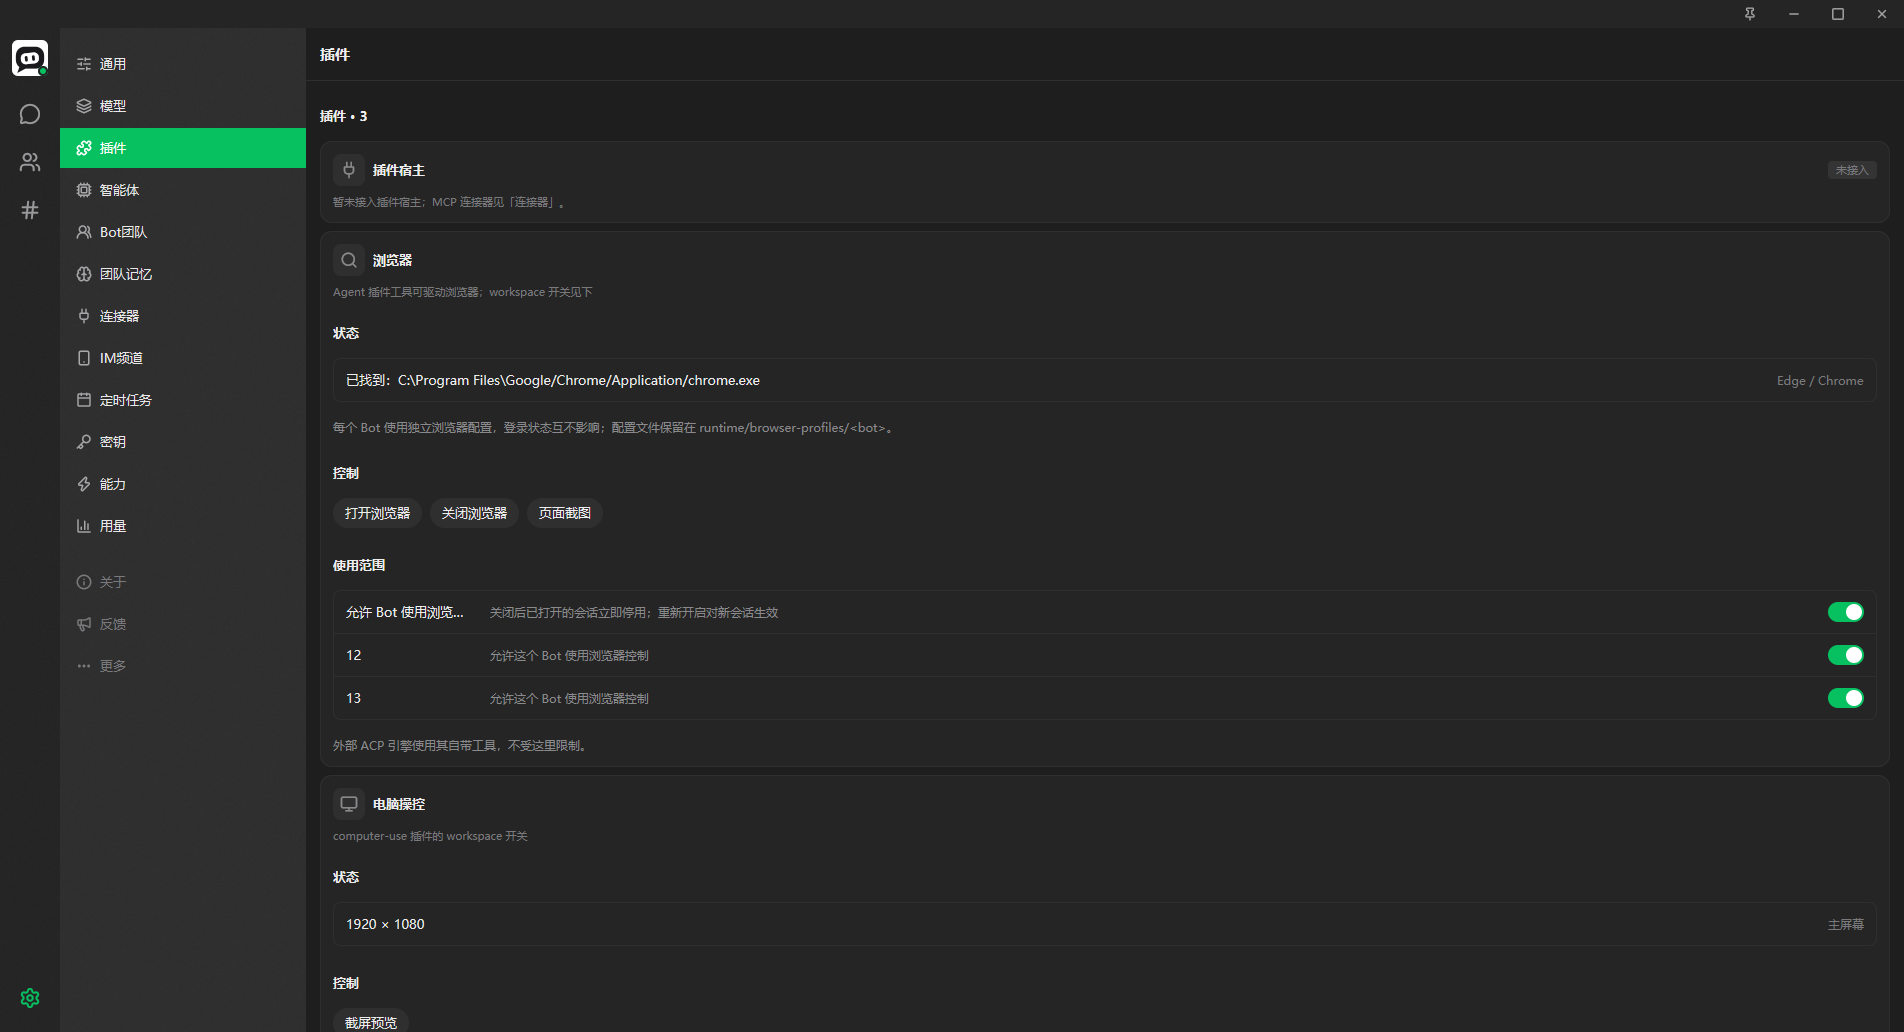 通用
模型
插件
智能体
Bot团队
团队记忆
连接器
IM频道
定时任务
密钥
能力
用量
关于
反馈
更多
插件
插件 • 3
插件宿主
未接入
暂未接入插件宿主；MCP 连接器见「连接器」。
浏览器
Agent 插件工具可驱动浏览器；workspace 开关见下
状态
已找到：C:\Program Files\Google/Chrome/Application/chrome.exe
Edge / Chrome
每个 Bot 使用独立浏览器配置，登录状态互不影响；配置文件保留在 runtime/browser-profiles/<bot>。
控制
打开浏览器 关闭浏览器 页面截图
使用范围
允许 Bot 使用浏览... 关闭后已打开的会话立即停用；重新开启对新会话生效
12 允许这个 Bot 使用浏览器控制
13 允许这个 Bot 使用浏览器控制
外部 ACP 引擎使用其自带工具，不受这里限制。
电脑操控
computer-use 插件的 workspace 开关
状态
1920 × 1080
主屏幕
控制
截屏预览